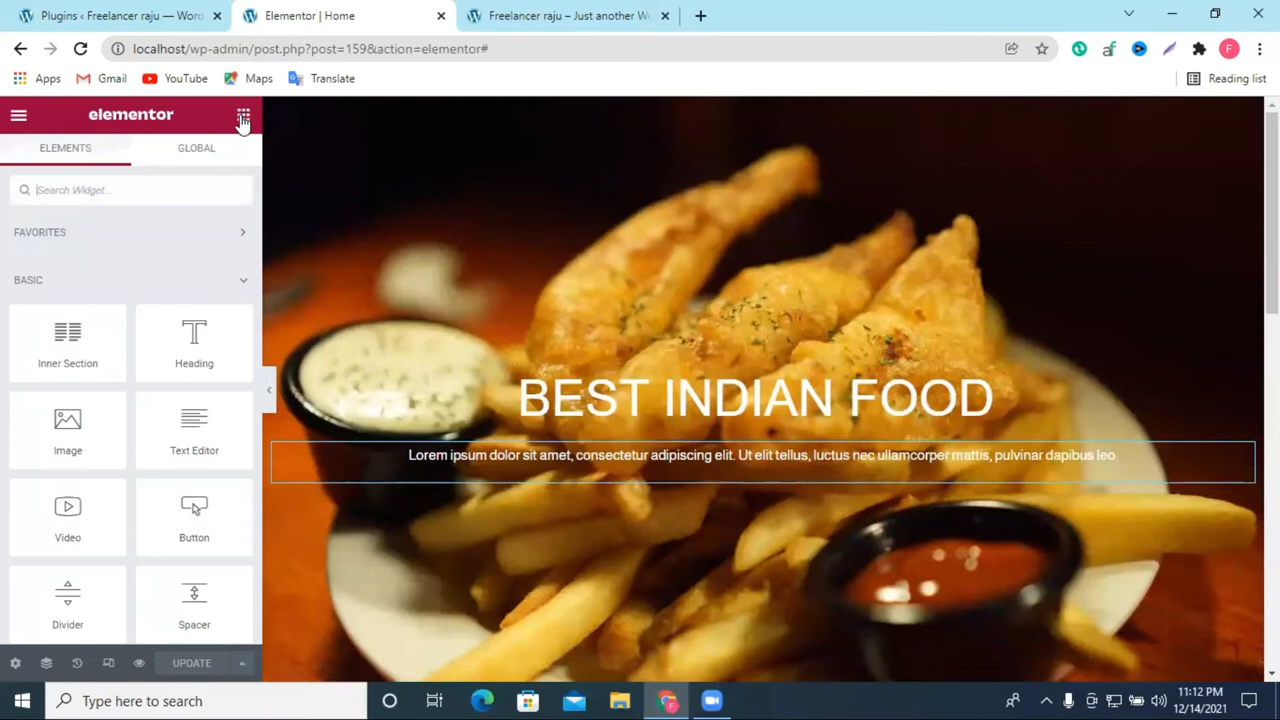 Plugins ‹ Freelancer raju — Word
Elementor | Home
Freelancer raju – Just another Wo
localhost/wp-admin/post.php?post=159&action=elementor#
F
Apps
Gmail
YouTube
Maps
Translate
Reading list
elementor
ELEMENTS
GLOBAL
Search Widget...
FAVORITES
BASIC
Inner Section
Heading
Image
Text Editor
Video
Button
Divider
Spacer
UPDATE
BEST INDIAN FOOD
Lorem ipsum dolor sit amet, consectetur adipiscing elit. Ut elit tellus, luctus nec ullamcorper mattis, pulvinar dapibus leo.
Type here to search
11:12 PM
12/14/2021